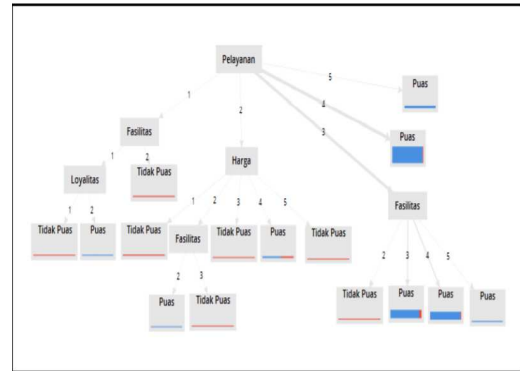 Pelayanan
5
Puas
4
Puas
3
1
2
Fasilitas
1
2
Loyalitas
Tidak Puas
Harga
Fasilitas
1
2
Tidak Puas
Puas
1
2
3
4
5
Tidak Puas
Fasilitas
Tidak Puas
Puas
Tidak Puas
2
3
Puas
Tidak Puas
2
3
4
5
Tidak Puas
Puas
Puas
Puas